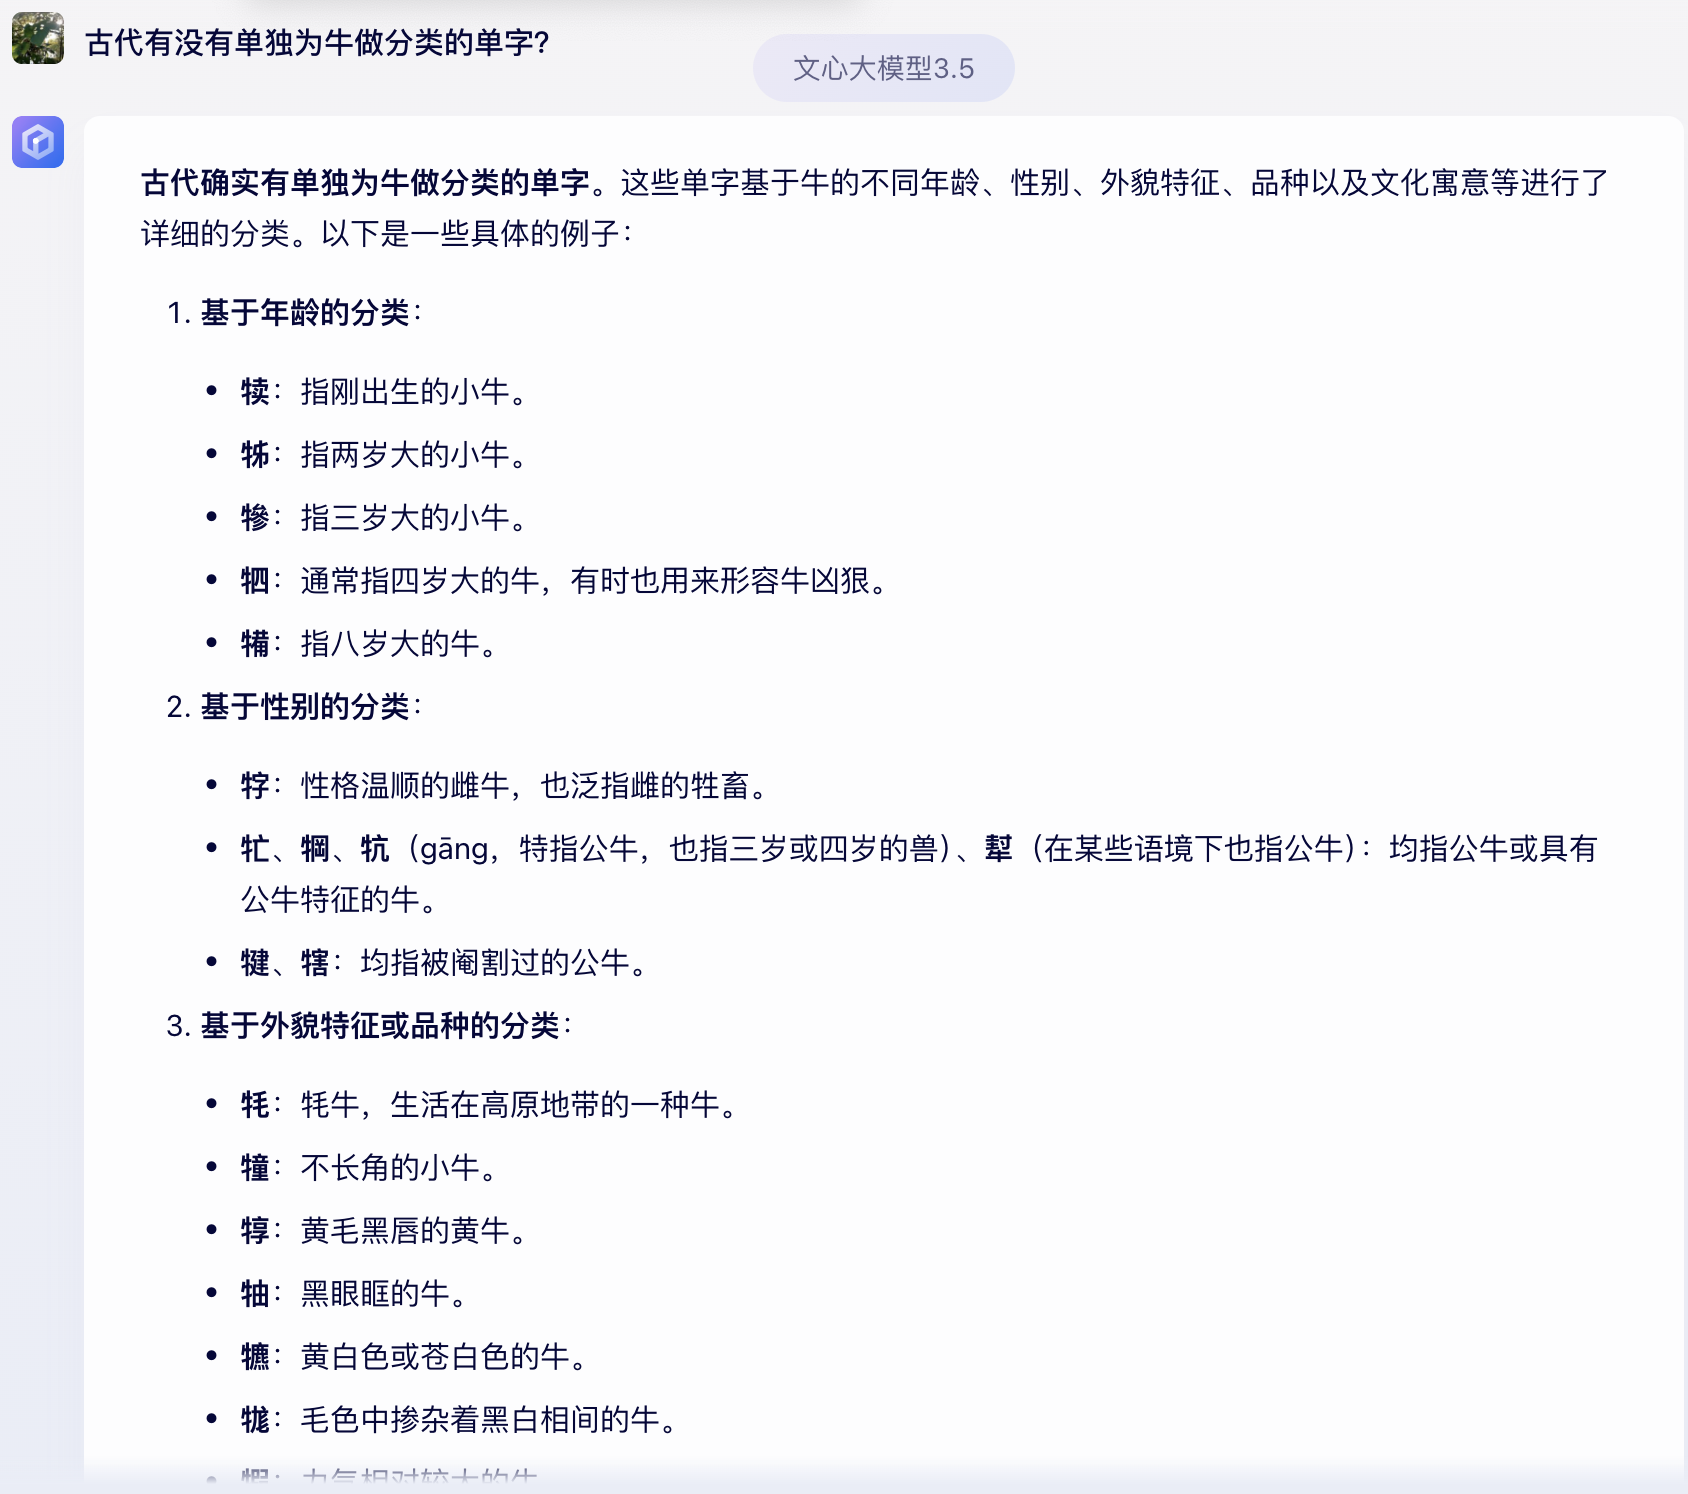 古代有没有单独为牛做分类的单字?
文心大模型3.5
古代确实有单独为牛做分类的单字。这些单字基于牛的不同年龄、性别、外貌特征、品种以及文化寓意等进行了
详细的分类。以下是一些具体的例子：
1. 基于年龄的分类：
• 犊：指刚出生的小牛。
• 㸬：指两岁大的小牛。
• 犙：指三岁大的小牛。
• 牭：通常指四岁大的牛，有时也用来形容牛凶狠。
• 犕：指八岁大的牛。
2. 基于性别的分类：
• 牸：性格温顺的雌牛，也泛指雌的牲畜。
• 牤、犅、牨（gāng，特指公牛，也指三岁或四岁的兽）、犎（在某些语境下也指公牛）：均指公牛或具有
公牛特征的牛。
• 犍、犗：均指被阉割过的公牛。
3. 基于外貌特征或品种的分类：
• 牦：牦牛，生活在高原地带的一种牛。
• 犝：不长角的小牛。
• 犉：黄毛黑唇的黄牛。
• 牰：黑眼眶的牛。
• 犥：黄白色或苍白色的牛。
• 牻：毛色中掺杂着黑白相间的牛。